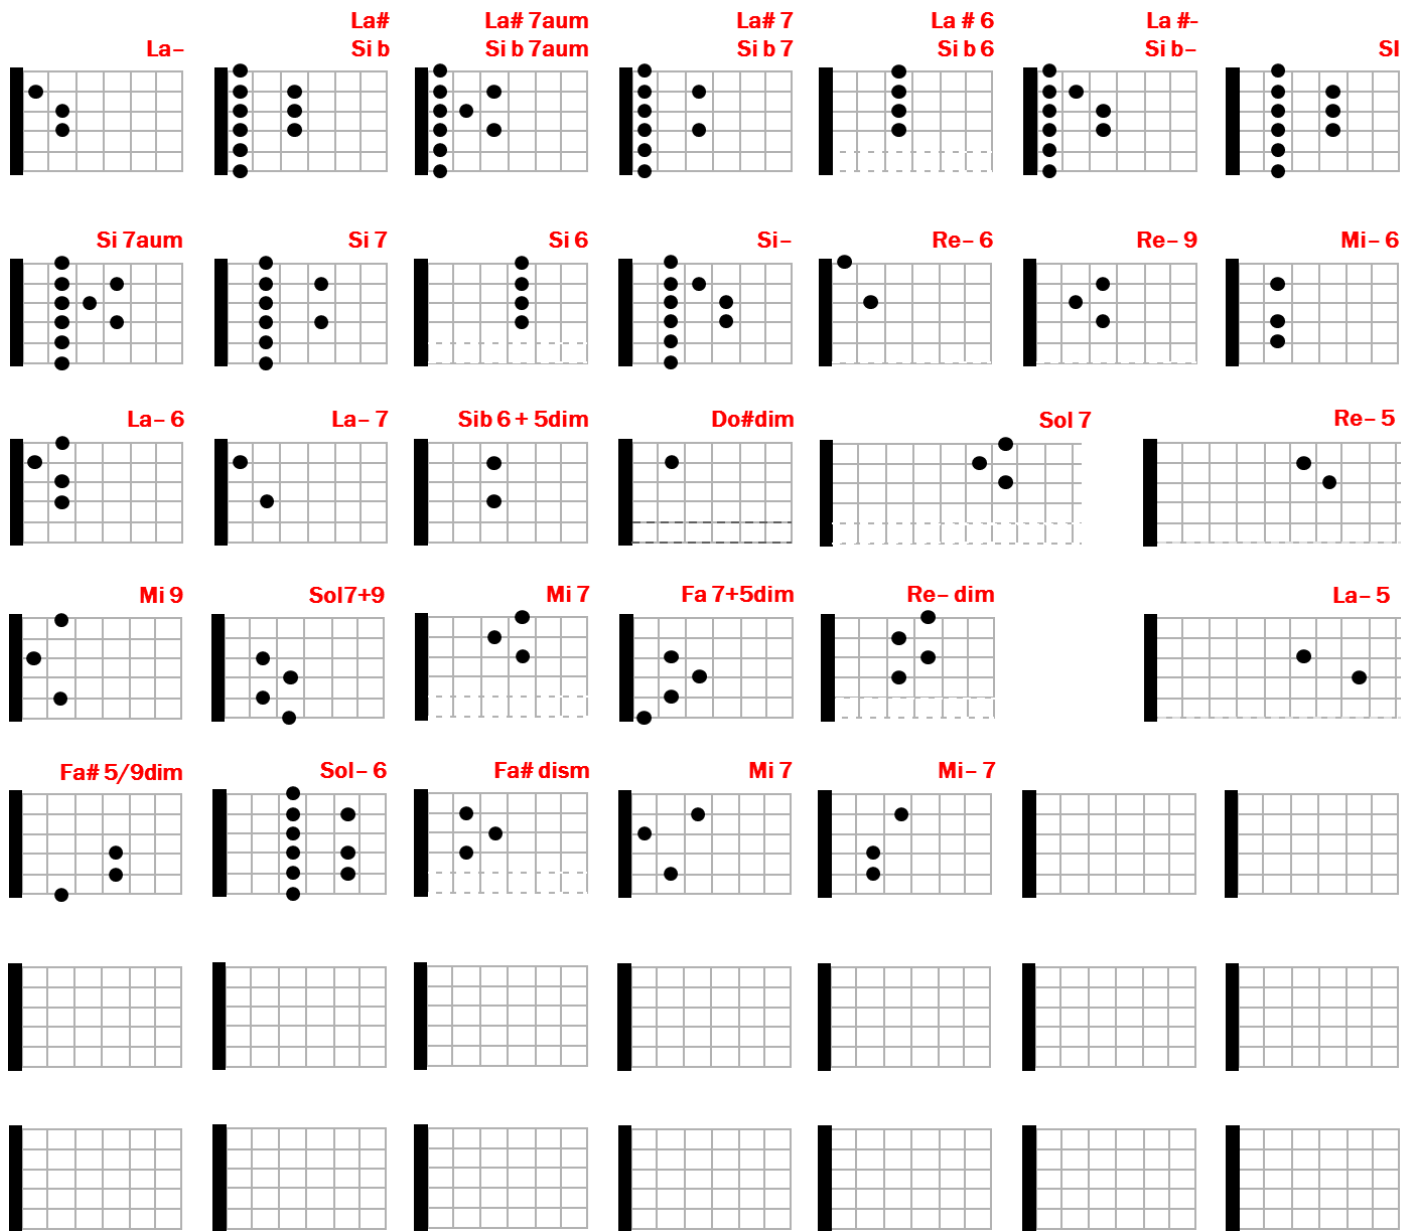 La-
La#
Si b
La# 7aum
Si b 7aum
La# 7
Si b 7
La # 6
Si b 6
La #-
Si b-
SI
Si 7aum
Si 7
Si 6
Si-
Re- 6
Re- 9
Mi- 6
La- 6
La- 7
Sib 6 + 5dim
Do#dim
Sol 7
Re- 5
Mi 9
Sol7+9
Mi 7
Fa 7+5dim
Re- dim
La- 5
Fa# 5/9dim
Sol- 6
Fa# dism
Mi 7
Mi- 7